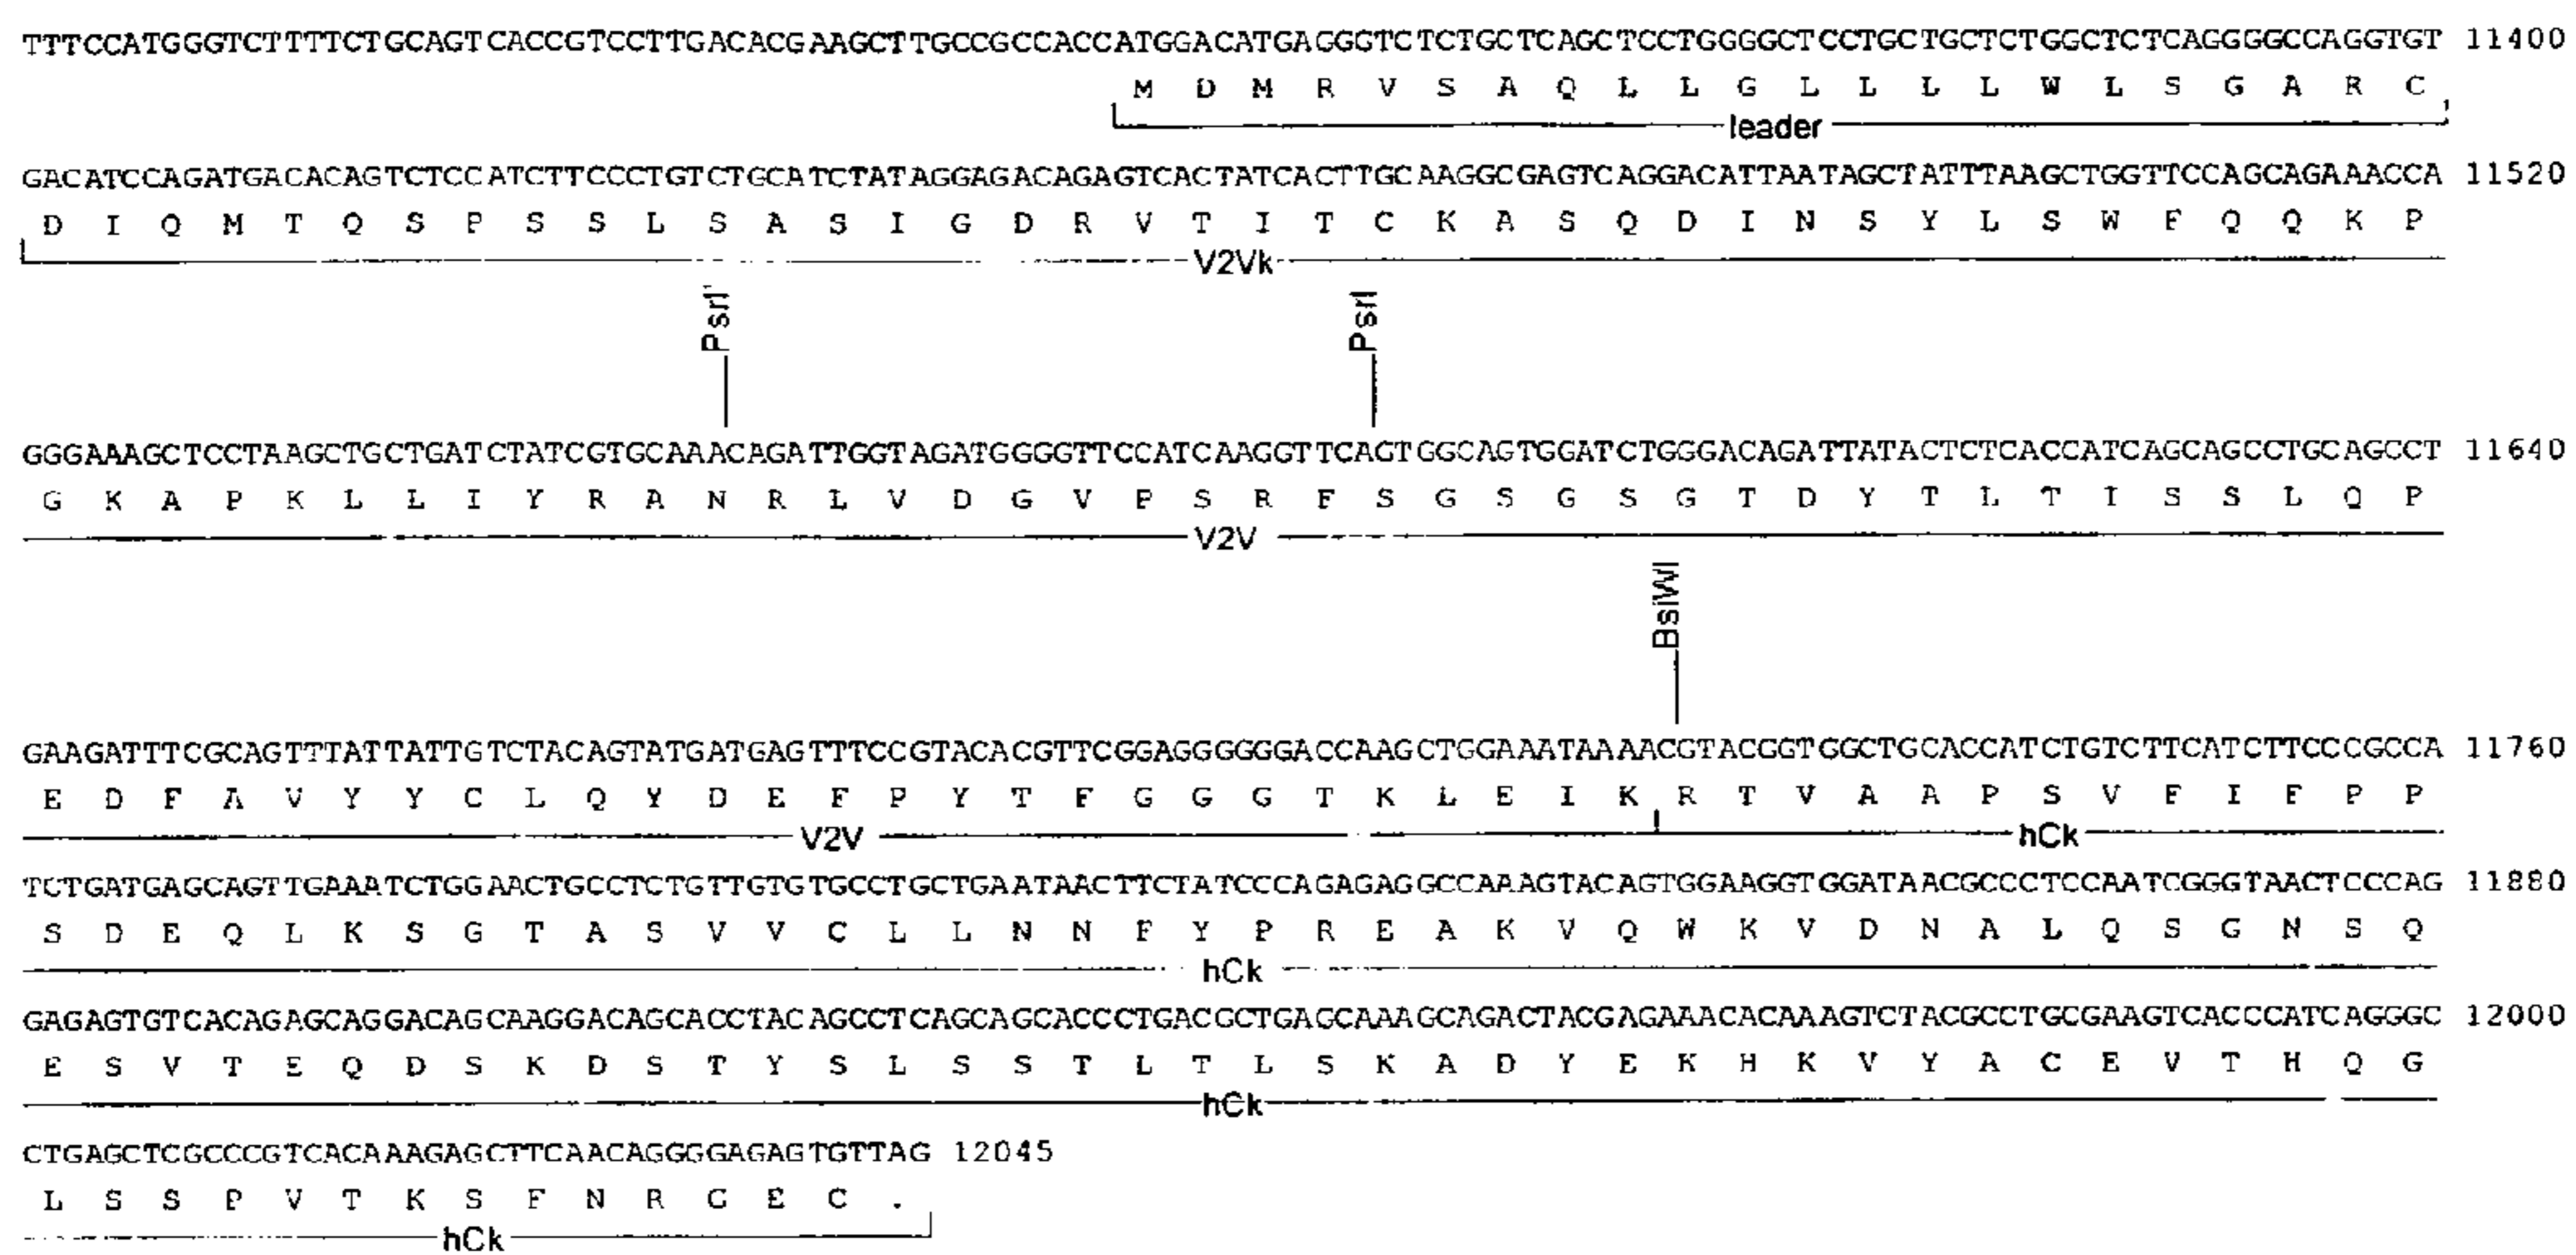 TTTCCATGGGTCTTTTCTGCAGTCACCGTCCTTGACACGAAGCTTGCCGCCACCATGGACATGAGGGTCTCTGCTCAGCTCCTGGGGCTCCTGCTGCTCTGGCTCTCAGGGGCCAGGTGT 11400
M D M R V S A Q L L G L L L L W L S G A R C
leader
GACATCCAGATGACACAGTCTCCATCTTCCCTGTCTGCATCTATAGGAGACAGAGTCACTATCACTTGCAAGGCGAGTCAGGACATTAATAGCTATTTAAGCTGGTTCCAGCAGAAACCA 11520
D I Q M T Q S P S S L S A S I G D R V T I T C K A S Q D I N S Y L S W F Q Q K P
V2Vk
PsrI' PsrI
GGGAAAGCTCCTAAGCTGCTGATCTATCGTGCAAACAGATTGGTAGATGGGGTTCCATCAAGGTTCAGTGGCAGTGGATCTGGGACAGATTATACTCTCACCATCAGCAGCCTGCAGCCT 11640
G K A P K L L I Y R A N R L V D G V P S R F S G S G S G T D Y T L T I S S L Q P
V2V
BsiWI
GAAGATTTCGCAGTTTATTATTGTCTACAGTATGATGAGTTTCCGTACACGTTCGGAGGGGGGACCAAGCTGGAAATAAAACGTACGGTGGCTGCACCATCTGTCTTCATCTTCCCGCCA 11760
E D F A V Y Y C L Q Y D E F P Y T F G G G T K L E I K R T V A A P S V F I F P P
V2V hCk
TCTGATGAGCAGTTGAAATCTGGAACTGCCTCTGTTGTGTGCCTGCTGAATAACTTCTATCCCAGAGAGGCCAAAGTACAGTGGAAGGTGGATAACGCCCTCCAATCGGGTAACTCCCAG 11880
S D E Q L K S G T A S V V C L L N N F Y P R E A K V Q W K V D N A L Q S G N S Q
hCk
GAGAGTGTCACAGAGCAGGACAGCAAGGACAGCACCTACAGCCTCAGCAGCACCCTGACGCTGAGCAAAGCAGACTACGAGAAACACAAAGTCTACGCCTGCGAAGTCACCCATCAGGGC 12000
E S V T E Q D S K D S T Y S L S S T L T L S K A D Y E K H K V Y A C E V T H Q G
hCk
CTGAGCTCGCCCGTCACAAAGAGCTTCAACAGGGGAGAGTGTTAG 12045
L S S P V T K S F N R G E C .
hCk